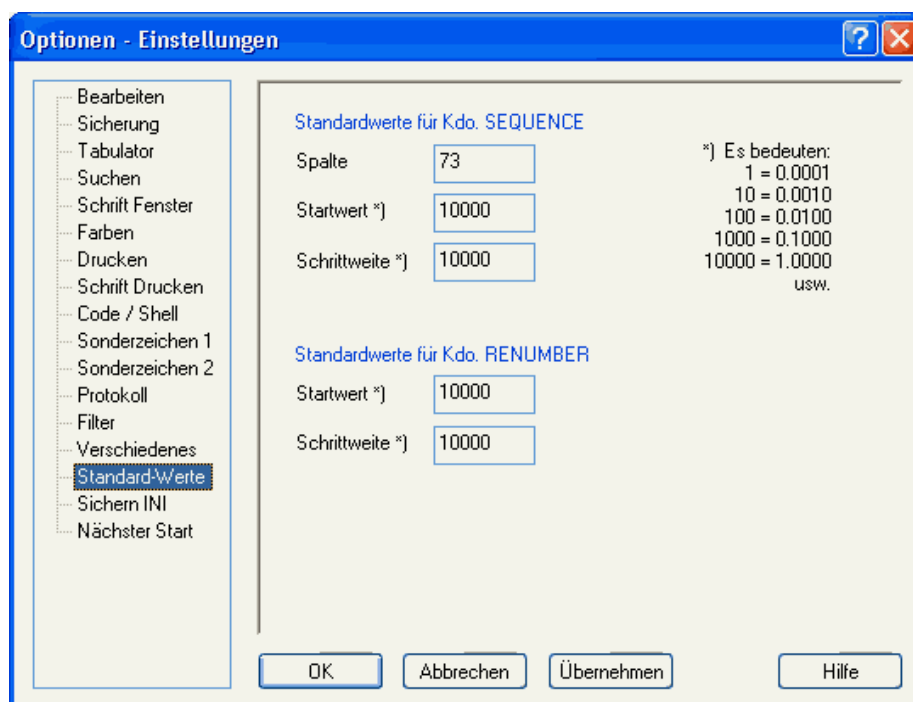 Optionen - Einstellungen
Bearbeiten
Sicherung
Tabulator
Suchen
Schrift Fenster
Farben
Drucken
Schrift Drucken
Code / Shell
Sonderzeichen 1
Sonderzeichen 2
Protokoll
Filter
Verschiedenes
Standard-Werte
Sichern INI
Nächster Start
Standardwerte für Kdo. SEQUENCE
Spalte 73
Startwert *) 10000
Schrittweite *) 10000
*) Es bedeuten:
1 = 0.0001
10 = 0.0010
100 = 0.0100
1000 = 0.1000
10000 = 1.0000
usw.
Standardwerte für Kdo. RENUMBER
Startwert *) 10000
Schrittweite *) 10000
OK Abbrechen Übernehmen Hilfe